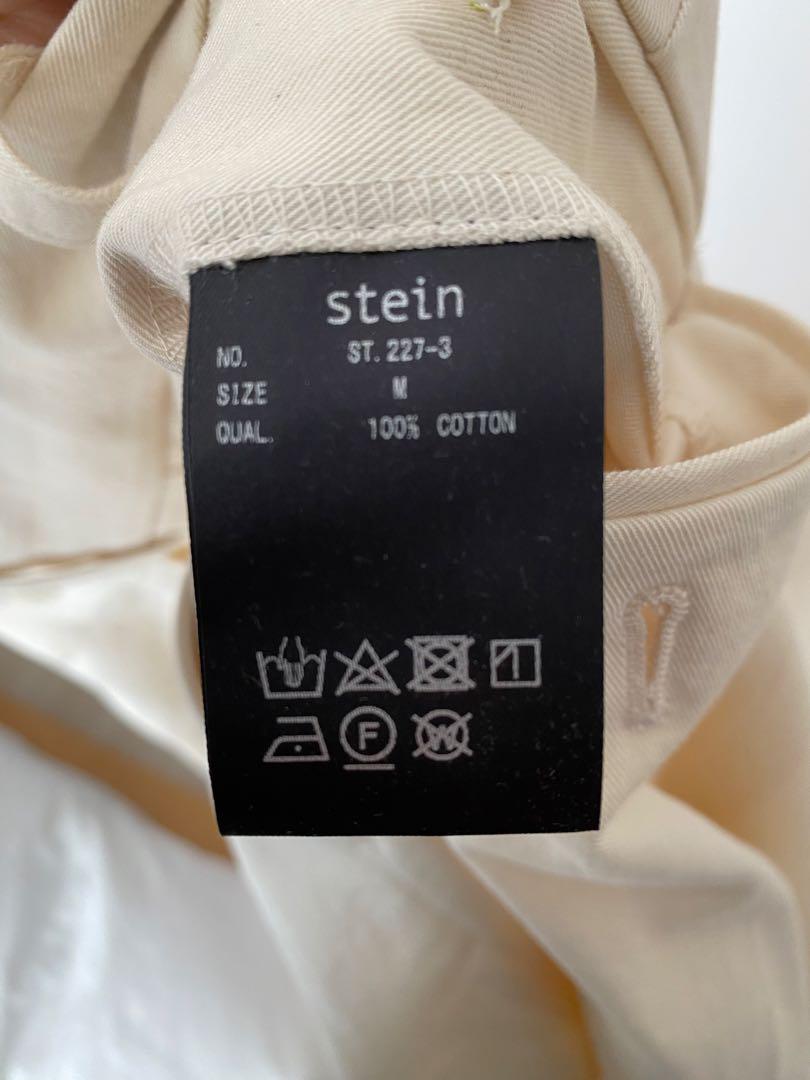 stein
NO. ST.227-3
SIZE M
QUAL. 100% COTTON
F W